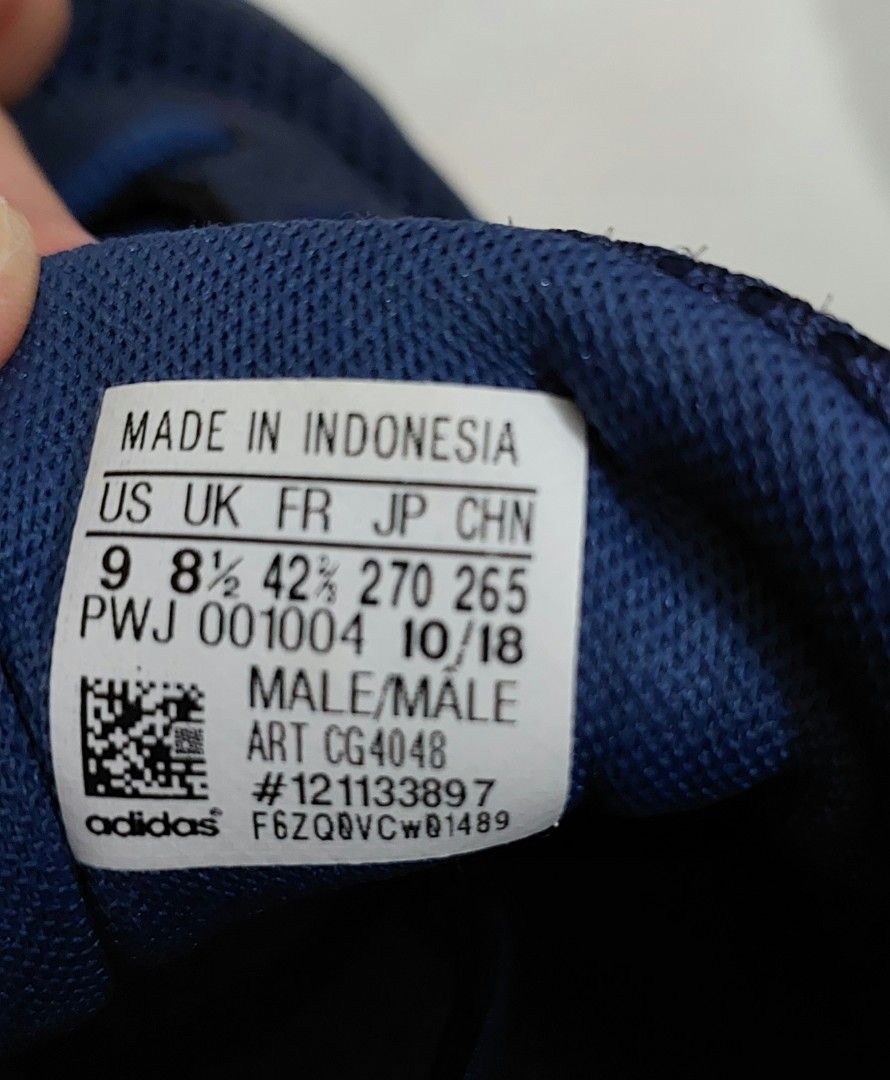 MADE IN INDONESIA
US UK FR JP CHN
9 8½ 42⅔ 270 265
PWJ 001004 10/18
MALE/MÂLE
ART CG4048
#121133897
adidas® F6ZQ0VCw01489